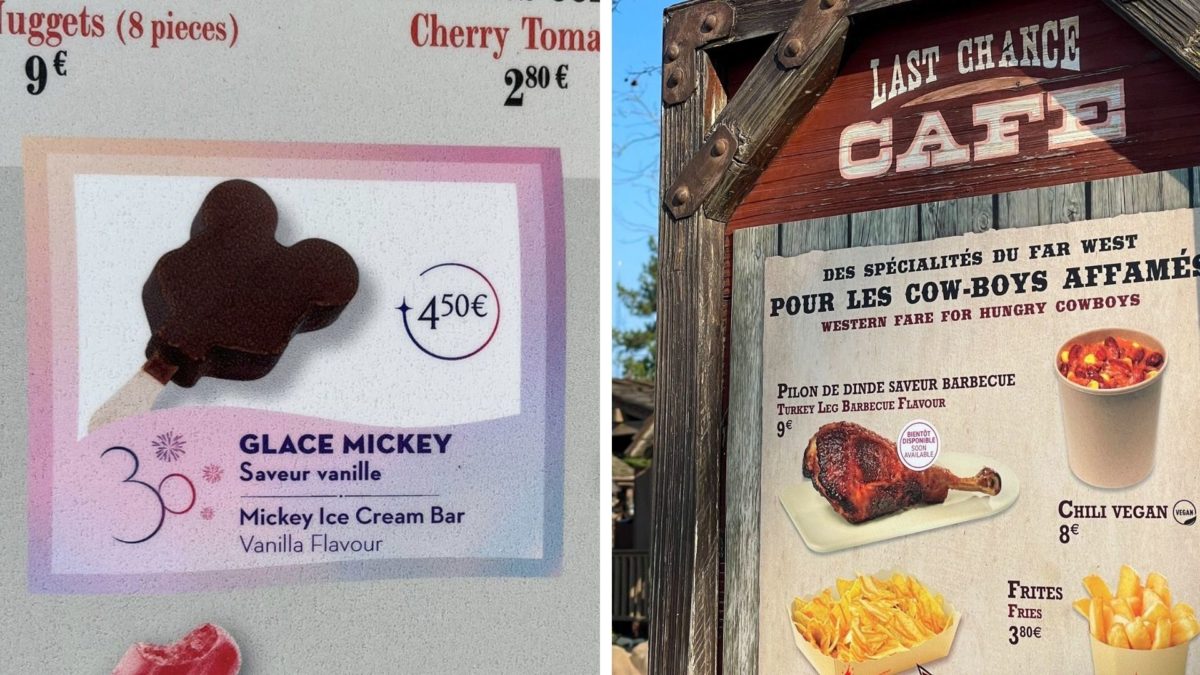 Nuggets (8 pieces)
9€
Cherry Toma
280€
4,50€
30
GLACE MICKEY
Saveur vanille
Mickey Ice Cream Bar
Vanilla Flavour
LAST CHANCE
CAFE
DES SPÉCIALITÉS DU FAR WEST
POUR LES COW-BOYS AFFAMÉS
WESTERN FARE FOR HUNGRY COWBOYS
PILON DE DINDE SAVEUR BARBECUE
TURKEY LEG BARBECUE FLAVOUR
9€
BIENTÔT
DISPONIBLE
SOON
AVAILABLE
CHILI VEGAN
VEGAN
8€
FRITES
FRIES
3,80€